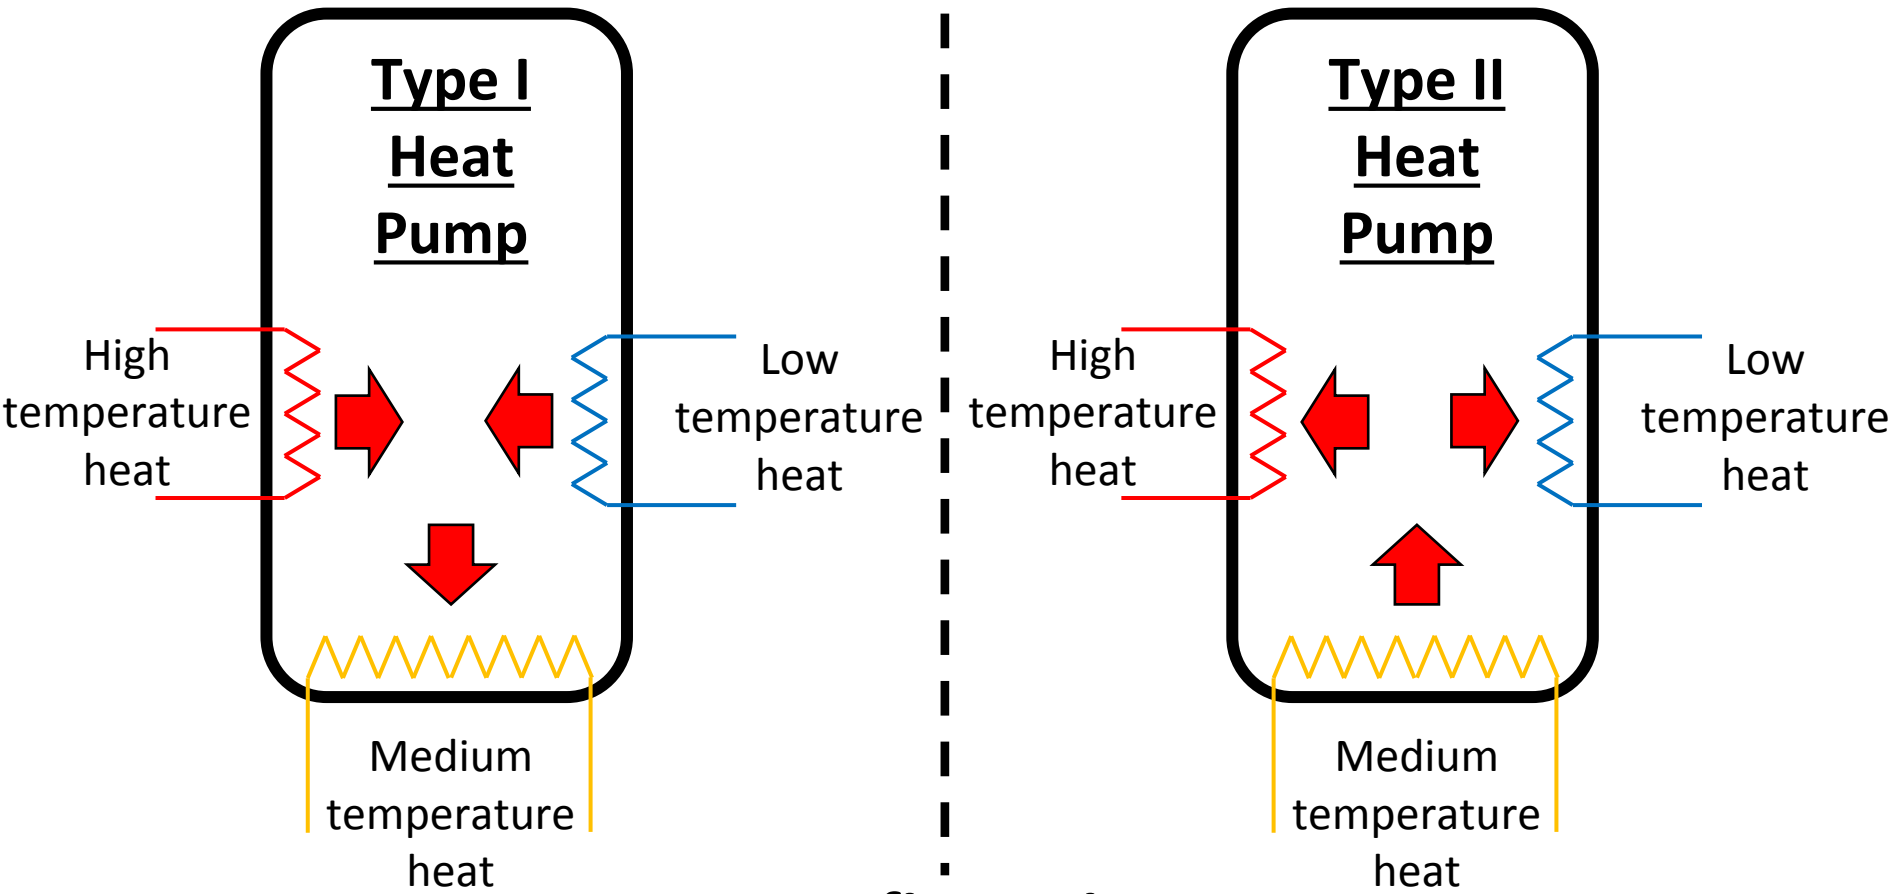 Type I
Heat
Pump
High
temperature
heat
Low
temperature
heat
Medium
temperature
heat
Type II
Heat
Pump
High
temperature
heat
Low
temperature
heat
Medium
temperature
heat